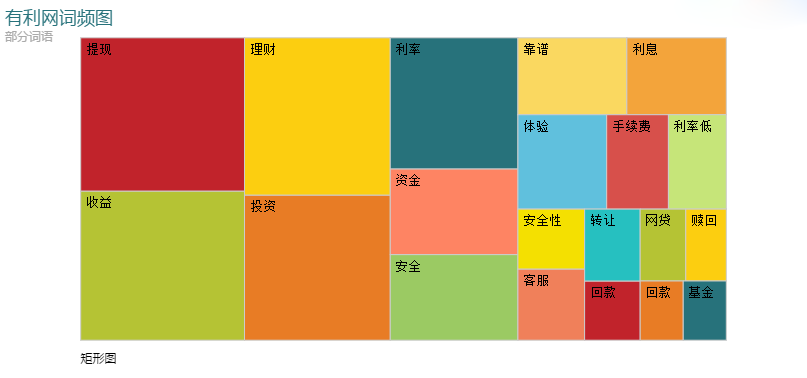 有利网词频图
部分词语
提现
理财
利率
靠谱
利息
体验
手续费
利率低
资金
收益
投资
安全性
转让
网贷
赎回
安全
客服
回款
回款
基金
矩形图